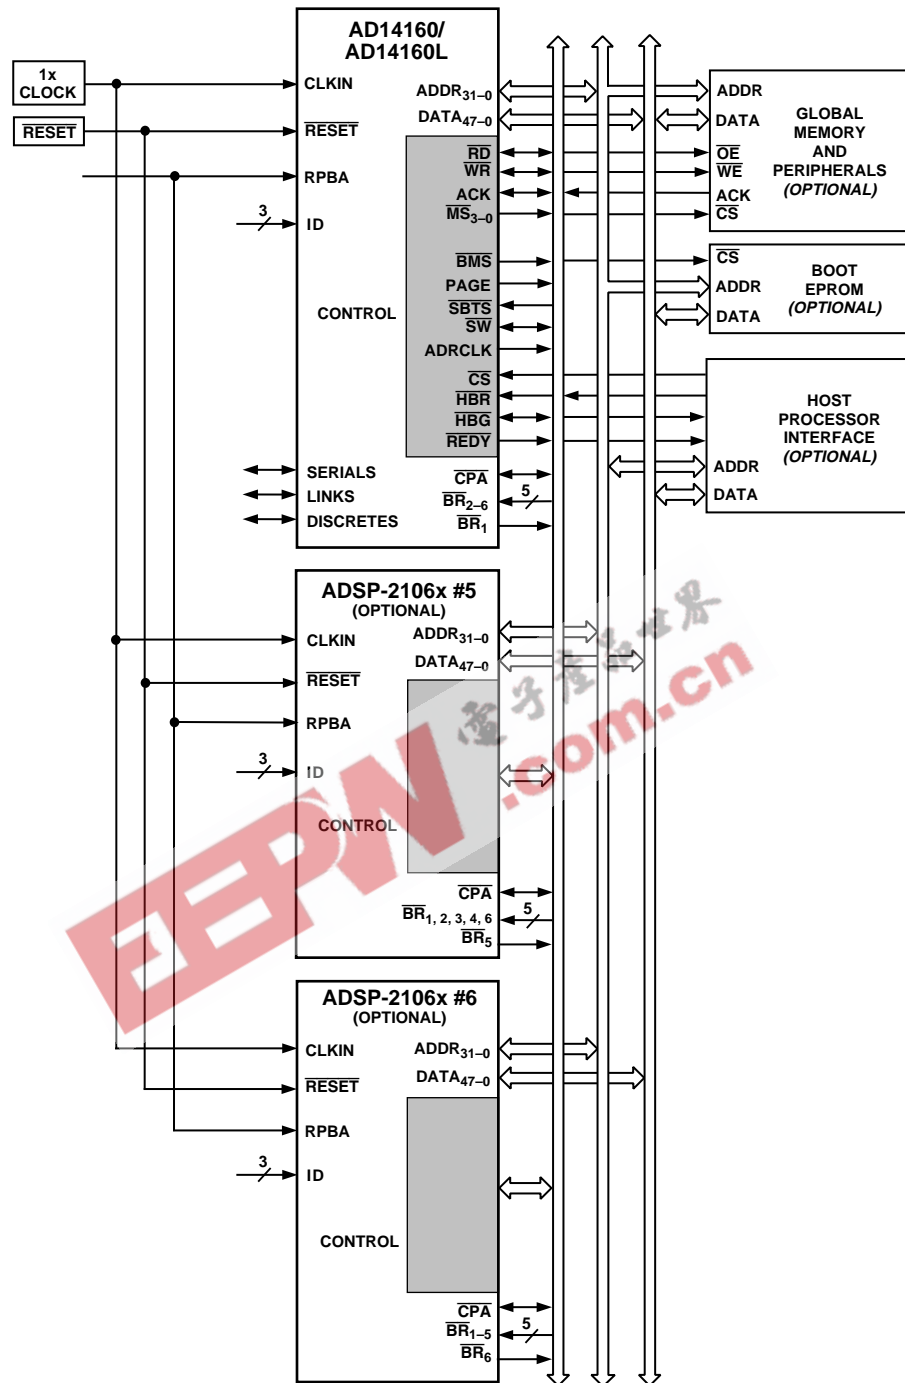 AD14160/
AD14160L
1x
CLOCK
RESET
CLKIN
RESET
RPBA
3
ID
CONTROL
SERIALS
LINKS
DISCRETES
ADDR31–0
DATA47–0
RD
WR
ACK
MS3–0
BMS
PAGE
SBTS
SW
ADRCLK
CS
HBR
HBG
REDY
CPA
BR2–6
5
BR1
ADDR
DATA
OE
WE
ACK
CS
GLOBAL
MEMORY
AND
PERIPHERALS
(OPTIONAL)
CS
ADDR
DATA
BOOT
EPROM
(OPTIONAL)
HOST
PROCESSOR
INTERFACE
(OPTIONAL)
ADDR
DATA
ADSP-2106x #5
(OPTIONAL)
CLKIN
RESET
RPBA
3
ID
CONTROL
ADDR31–0
DATA47–0
CPA
BR1, 2, 3, 4, 6
5
BR5
EEPW.com.cn
電子產品世界
ADSP-2106x #6
(OPTIONAL)
CLKIN
RESET
RPBA
3
ID
CONTROL
ADDR31–0
DATA47–0
CPA
BR1–5
5
BR6